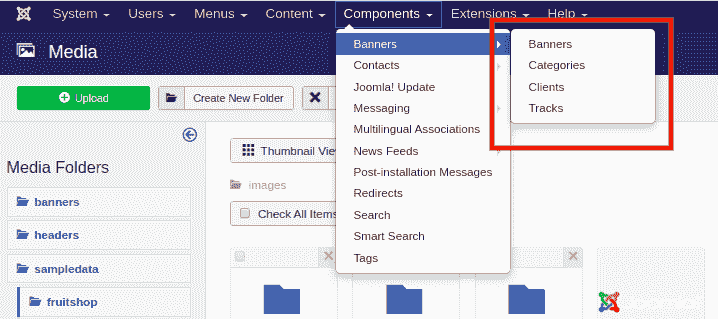 System Users Menus Content Components Extensions Help
Media
Upload
Create New Folder
Thumbnail View
images
Check All Items
Media Folders
banners
headers
sampledata
fruitshop
Banners
Contacts
Joomla! Update
Messaging
Multilingual Associations
News Feeds
Post-installation Messages
Redirects
Search
Smart Search
Tags
Banners
Categories
Clients
Tracks